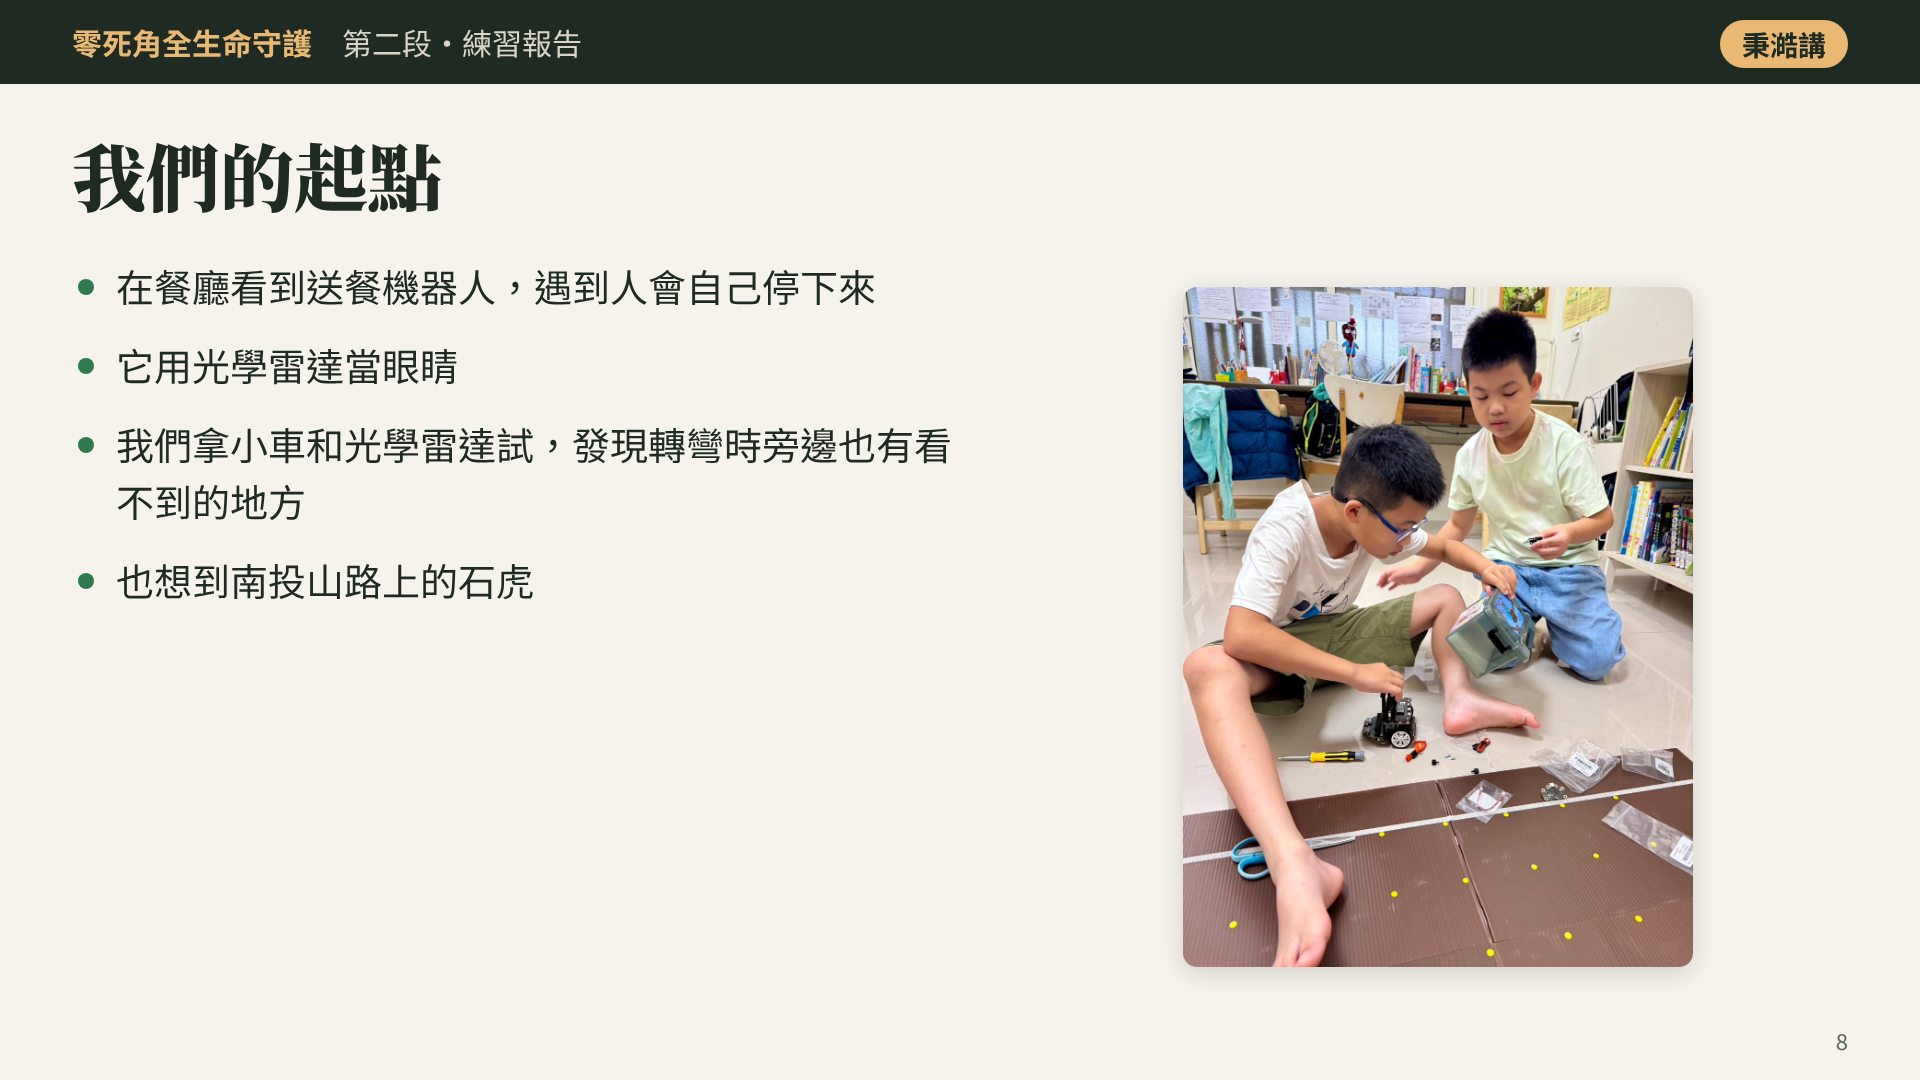 零死角全生命守護 第二段・練習報告
秉澔講
我們的起點
在餐廳看到送餐機器人，遇到人會自己停下來
它用光學雷達當眼睛
我們拿小車和光學雷達試，發現轉彎時旁邊也有看
不到的地方
也想到南投山路上的石虎
8